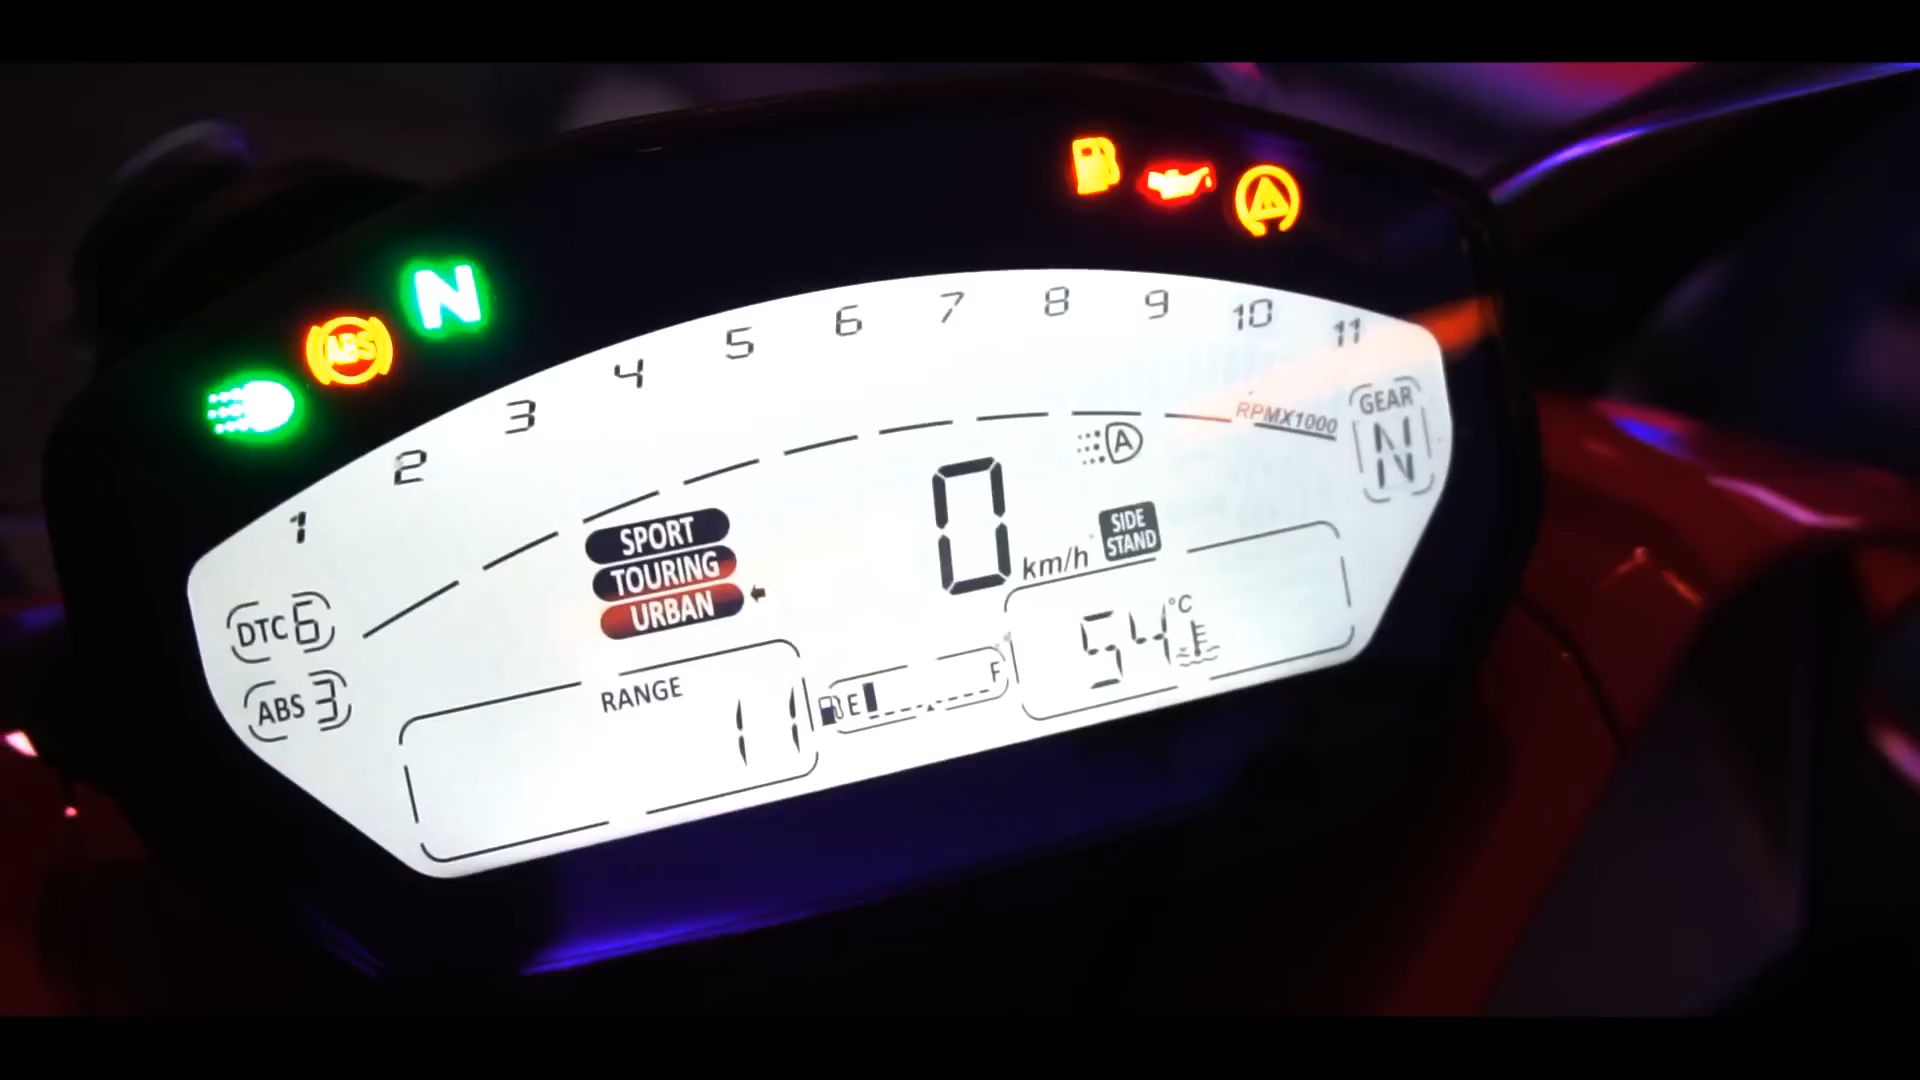 N
ABS
1 2 3 4 5 6 7 8 9 10 11
RPMX1000
GEAR
N
A
SPORT
TOURING
URBAN
0 km/h
SIDE
STAND
DTC 6
ABS 3
RANGE
11
E F
54 °C